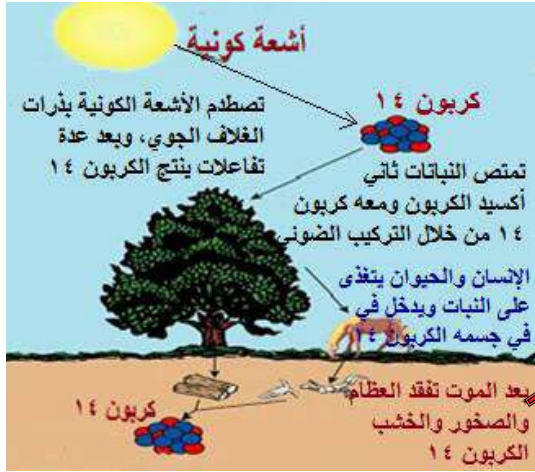 أشعة كونية
كربون ١٤
تصطدم الأشعة الكونية بذرات
الغلاف الجوي، وبعد عدة
تفاعلات ينتج الكربون ١٤
تمتص النباتات ثاني
أكسيد الكربون ومعه كربون
١٤ من خلال التركيب الضوئي
الإنسان والحيوان يتغذى
على النبات ويدخل في
في جسمه الكربون ١٤
بعد الموت تفقد العظام
والصخور والخشب
الكربون ١٤
كربون ١٤